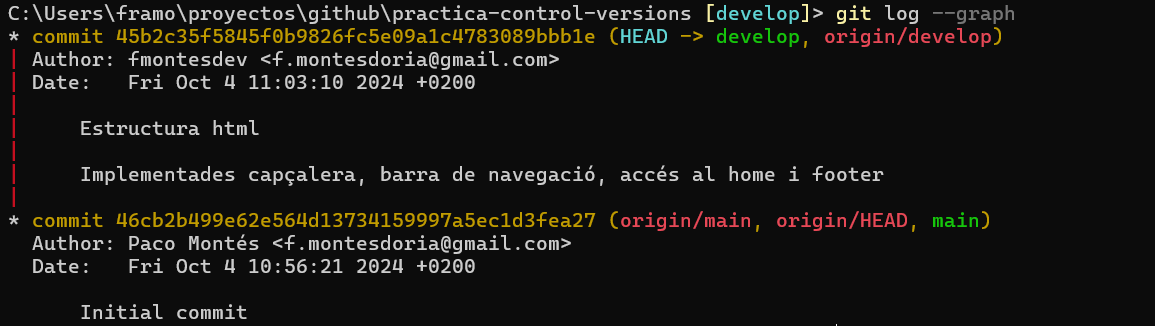 C:\Users\framo\proyectos\github\practica-control-versions [develop]> git log --graph
* commit 45b2c35f5845f0b9826fc5e09a1c4783089bbb1e (HEAD -> develop, origin/develop)
| Author: fmontesdev <f.montesdoria@gmail.com>
| Date:   Fri Oct 4 11:03:10 2024 +0200
|
|     Estructura html
|
|     Implementades capçalera, barra de navegació, accés al home i footer
|
* commit 46cb2b499e62e564d13734159997a5ec1d3fea27 (origin/main, origin/HEAD, main)
  Author: Paco Montés <f.montesdoria@gmail.com>
  Date:   Fri Oct 4 10:56:21 2024 +0200

      Initial commit